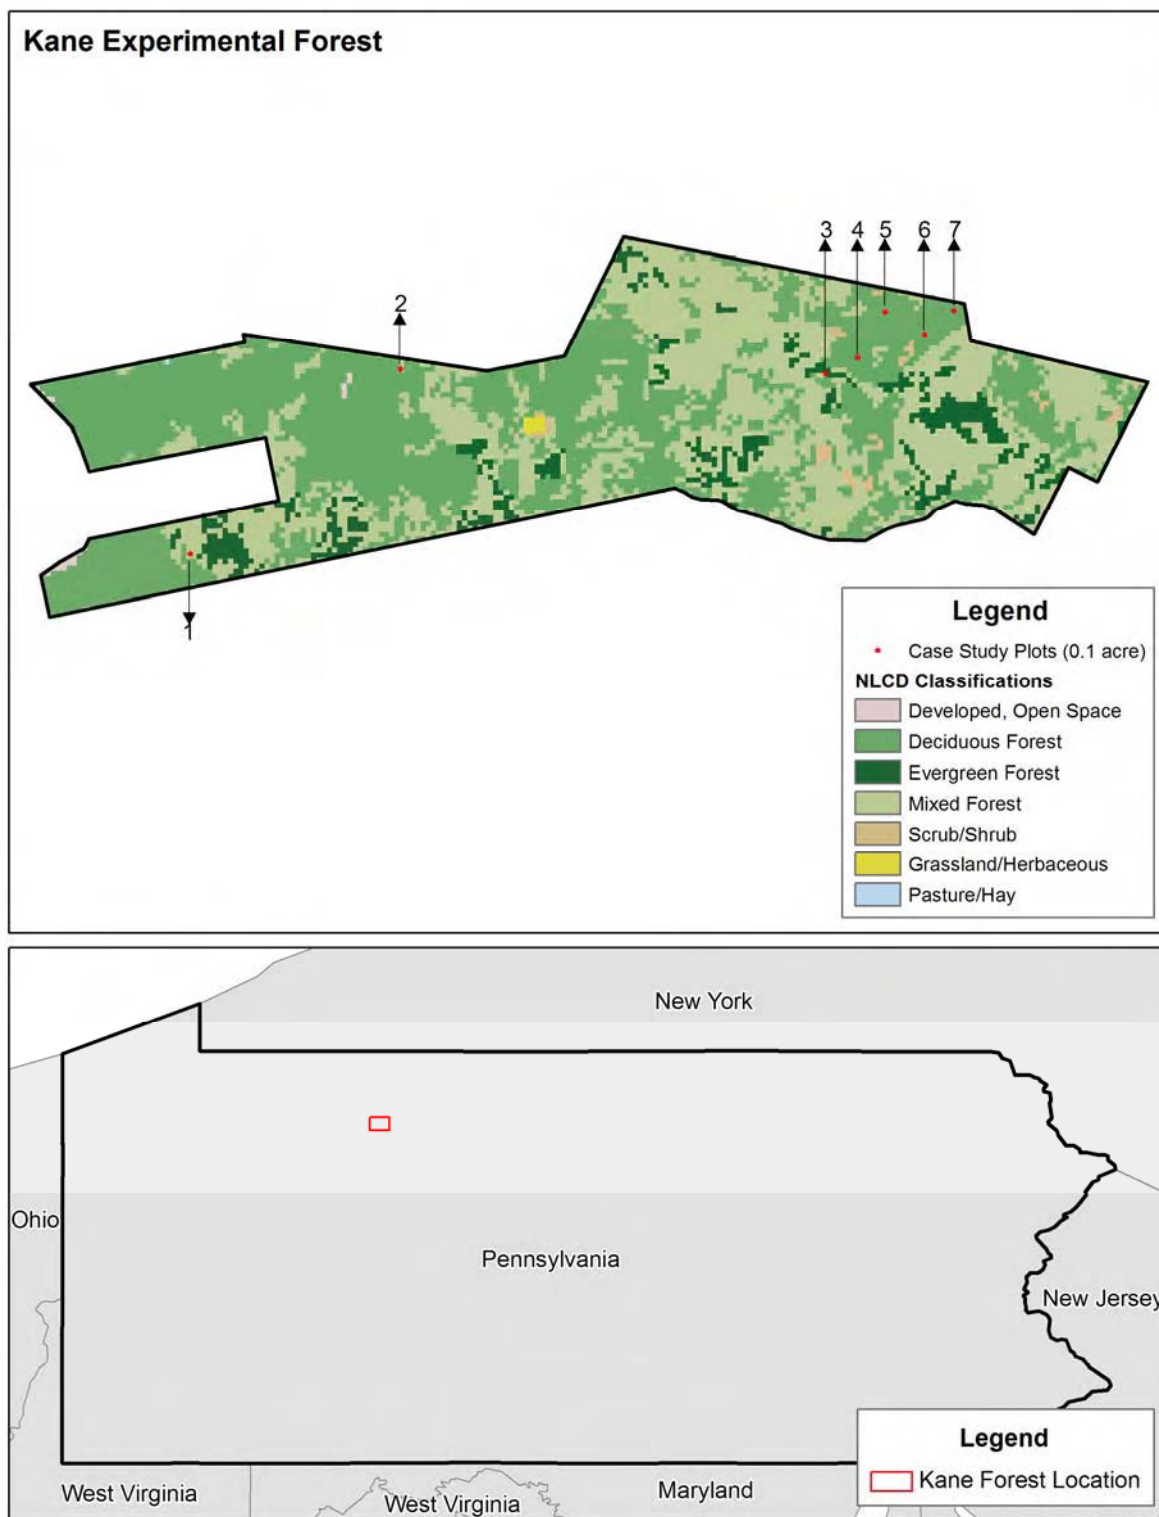 Kane Experimental Forest
3 4 5 6 7
2
1
Legend
Case Study Plots (0.1 acre)
NLCD Classifications
Developed, Open Space
Deciduous Forest
Evergreen Forest
Mixed Forest
Scrub/Shrub
Grassland/Herbaceous
Pasture/Hay
New York
Ohio
Pennsylvania
New Jersey
Legend
Kane Forest Location
West Virginia
West Virginia
Maryland